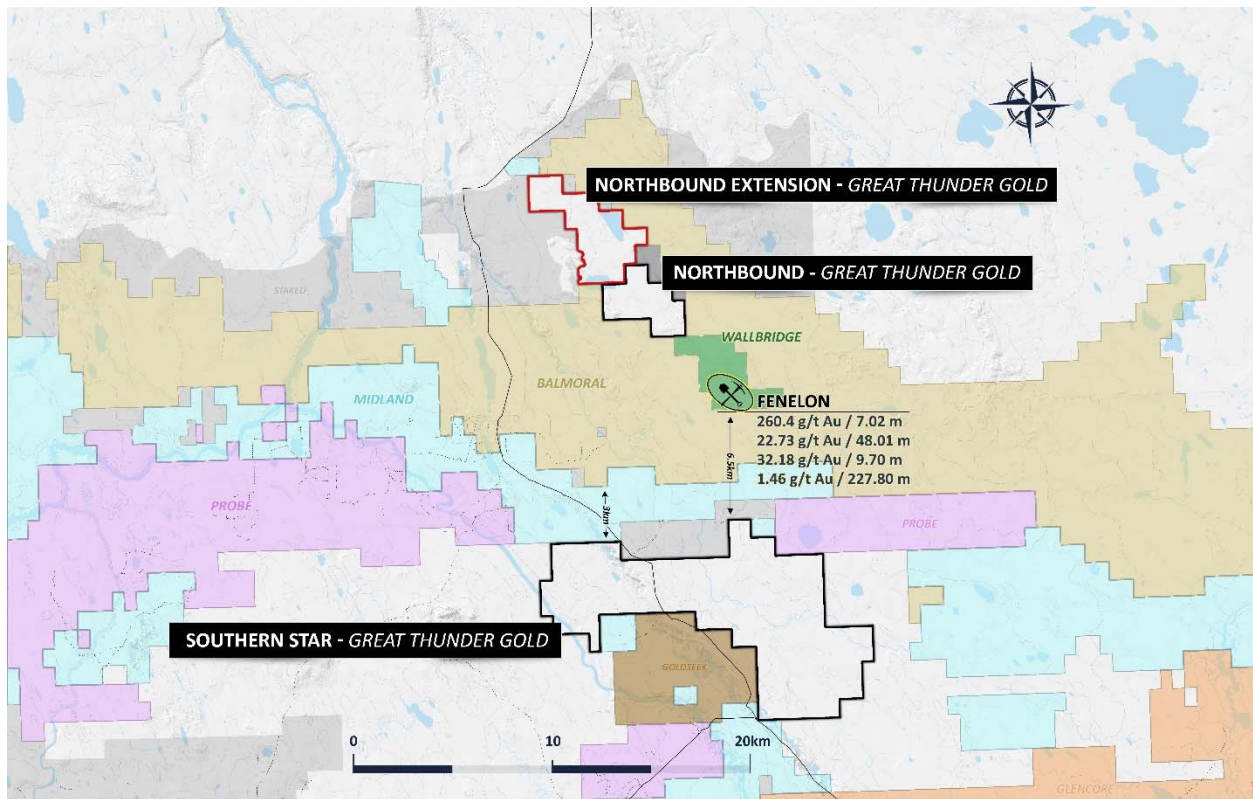 NORTHBOUND EXTENSION - GREAT THUNDER GOLD
NORTHBOUND - GREAT THUNDER GOLD
STAKED
WALLBRIDGE
BALMORAL
MIDLAND
FENELON
260.4 g/t Au / 7.02 m
22.73 g/t Au / 48.01 m
32.18 g/t Au / 9.70 m
1.46 g/t Au / 227.80 m
6.5km
3km
PROBE
PROBE
SOUTHERN STAR - GREAT THUNDER GOLD
GOLDSEEK
0 10 20km
GLENCORE